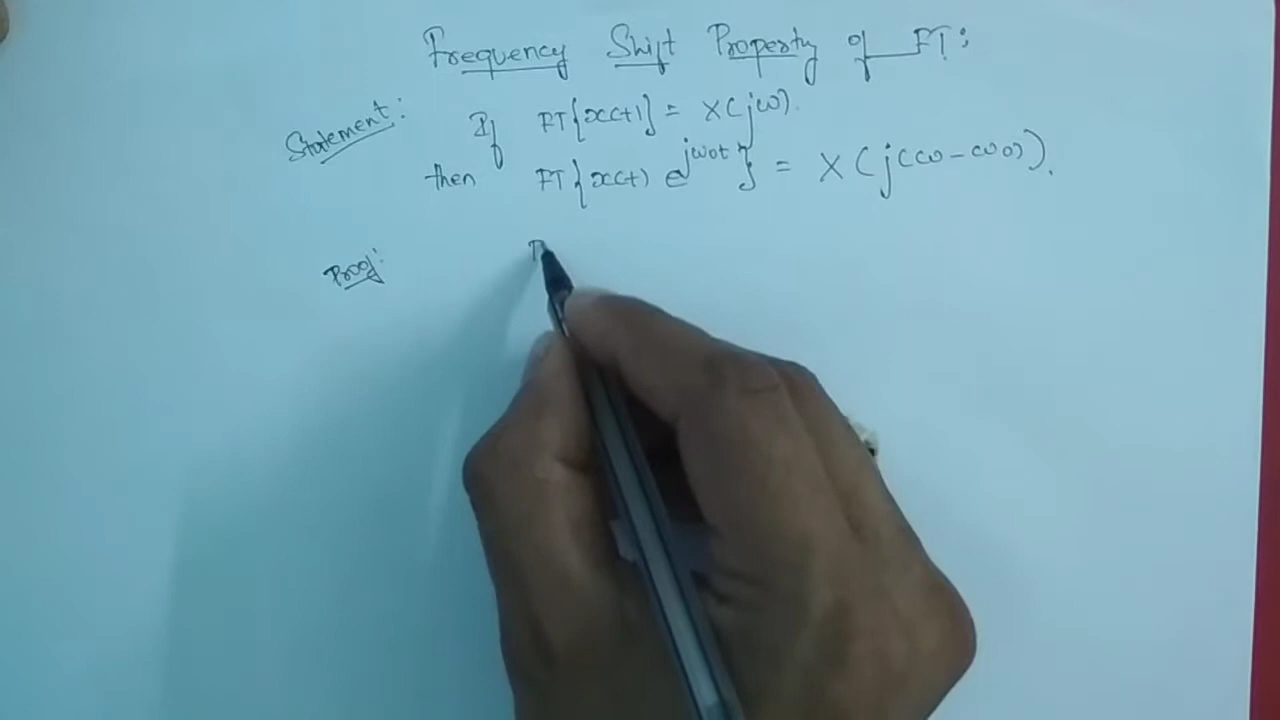 Frequency Shift Property of FT:
Statement: If FT{x(t)} = X(jω).
then FT{x(t) e^{jω0t}} = X(j(ω-ω0)).
Proof: